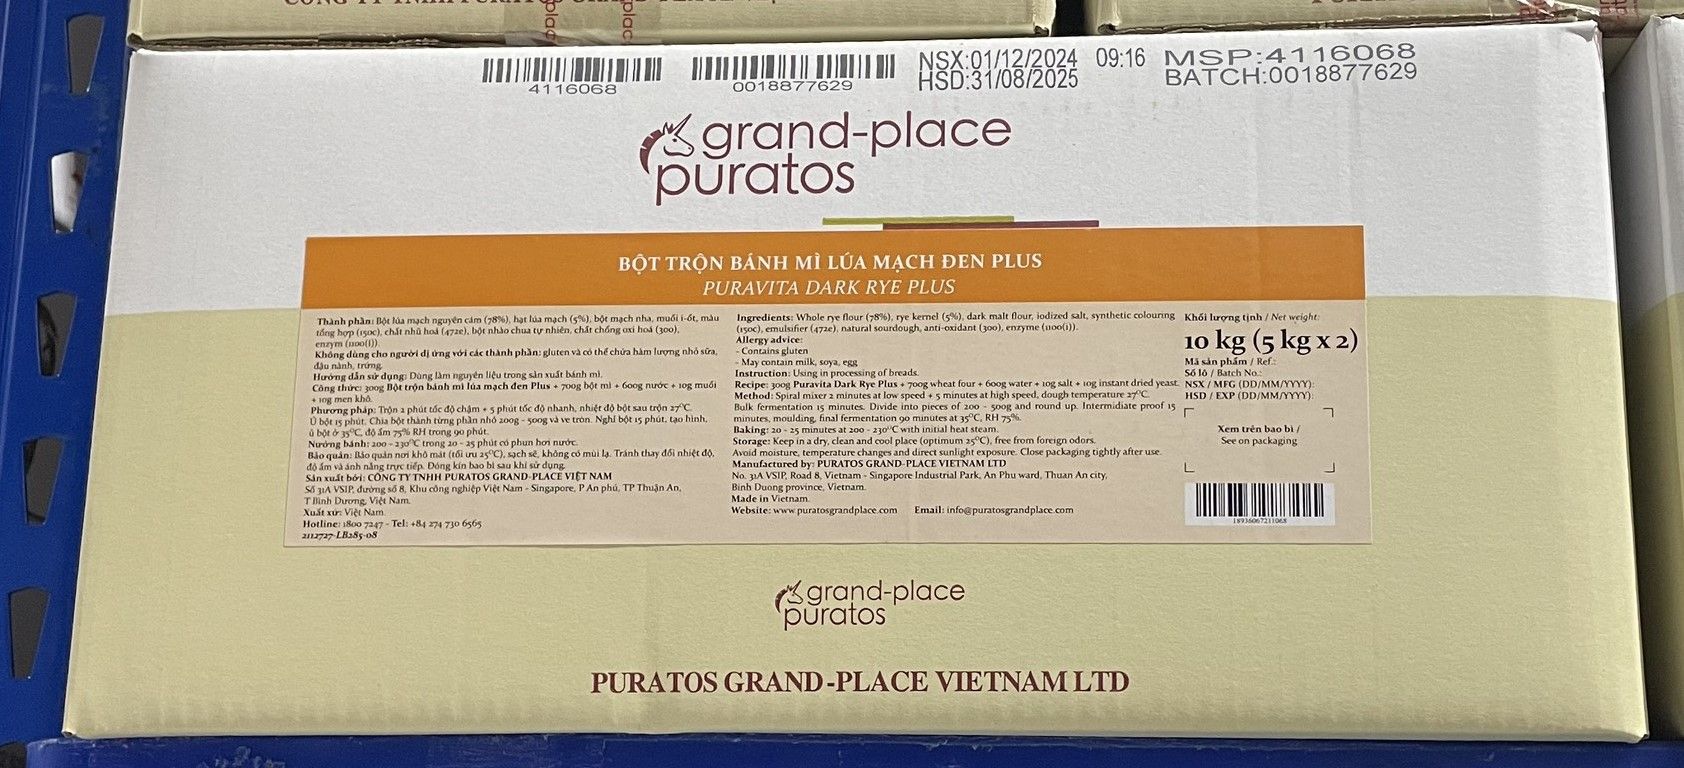 4116068
0018877629
NSX:01/12/2024 09:16
HSD:31/08/2025
MSP:4116068
BATCH:0018877629
grand-place
puratos
BỘT TRỘN BÁNH MÌ LÚA MẠCH ĐEN PLUS
PURAVITA DARK RYE PLUS
Thành phần: Bột lúa mạch nguyên cám (78%), hạt lúa mạch (5%), bột mạch nha, muối i-ốt, màu
tổng hợp (150c), chất nhũ hoá (472e), bột nhào chua tự nhiên, chất chống oxi hoá (300),
enzym (1100(I)).
Không dùng cho người dị ứng với các thành phần: gluten và có thể chứa hàm lượng nhỏ sữa,
đậu nành, trứng.
Hướng dẫn sử dụng: Dùng làm nguyên liệu trong sản xuất bánh mì.
Công thức: 300g Bột trộn bánh mì lúa mạch đen Plus + 700g bột mì + 600g nước + 10g muối
+ 10g men khô.
Phương pháp: Trộn 2 phút tốc độ chậm + 5 phút tốc độ nhanh, nhiệt độ bột sau trộn 27°C.
Ủ bột 15 phút. Chia bột thành từng phần nhỏ 200g - 500g và ve tròn. Nghỉ bột 15 phút, tạo hình,
ủ bột ở 35°C, độ ẩm 75% RH trong 90 phút.
Nướng bánh: 200 - 230°C trong 20 - 25 phút có phun hơi nước.
Bảo quản: Bảo quản nơi khô mát (tối ưu 25°C), sạch sẽ, không có mùi lạ. Tránh thay đổi nhiệt độ,
độ ẩm và ánh nắng trực tiếp. Đóng kín bao bì sau khi sử dụng.
Sản xuất bởi: CÔNG TY TNHH PURATOS GRAND-PLACE VIỆT NAM
Số 31A VSIP, đường số 8, Khu công nghiệp Việt Nam - Singapore, P An phú, TP Thuận An,
T Bình Dương, Việt Nam.
Xuất xứ: Việt Nam
Hotline: 1800 7247 - Tel: +84 274 730 6565
2112727-LB285-08
Ingredients: Whole rye flour (78%), rye kernel (5%), dark malt flour, iodized salt, synthetic colouring
(150c), emulsifier (472e), natural sourdough, anti-oxidant (300), enzyme (1100(i)).
Allergy advice:
- Contains gluten
- May contain milk, soya, egg
Instruction: Using in processing of breads.
Recipe: 300g Puravita Dark Rye Plus + 700g wheat four + 600g water + 10g salt + 10g instant dried yeast.
Method: Spiral mixer 2 minutes at low speed + 5 minutes at high speed, dough temperature 27°C.
Bulk fermentation 15 minutes. Divide into pieces of 200 - 500g and round up. Intermidiate proof 15
minutes, moulding, final fermentation 90 minutes at 35°C, RH 75%.
Baking: 20 - 25 minutes at 200 - 230°C with initial heat steam.
Storage: Keep in a dry, clean and cool place (optimum 25°C), free from foreign odors.
Avoid moisture, temperature changes and direct sunlight exposure. Close packaging tightly after use.
Manufactured by: PURATOS GRAND-PLACE VIETNAM LTD
No. 31A VSIP, Road 8, Vietnam - Singapore Industrial Park, An Phu ward, Thuan An city,
Binh Duong province, Vietnam.
Made in Vietnam.
Website: www.puratosgrandplace.com Email: info@puratosgrandplace.com
Khối lượng tịnh / Net weight:
10 kg (5 kg x 2)
Mã sản phẩm / Ref.:
Số lô / Batch No.:
NSX / MFG (DD/MM/YYYY):
HSD / EXP (DD/MM/YYYY):
Xem trên bao bì /
See on packaging
18936067211068
grand-place
puratos
PURATOS GRAND-PLACE VIETNAM LTD